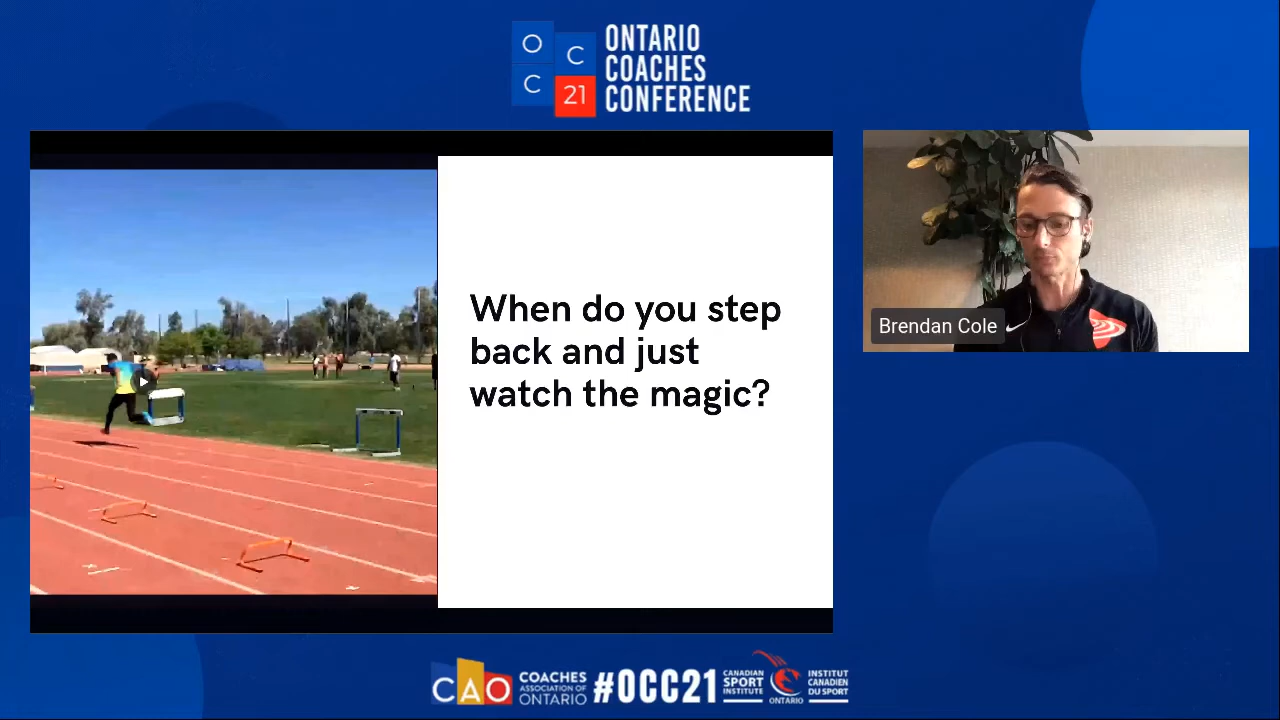 O
C
C
21
ONTARIO
COACHES
CONFERENCE
When do you step
back and just
watch the magic?
Brendan Cole
CAO
COACHES
ASSOCIATION OF
ONTARIO
#OCC21
CANADIAN
SPORT
INSTITUTE
ONTARIO
INSTITUT
CANADIEN
DU SPORT